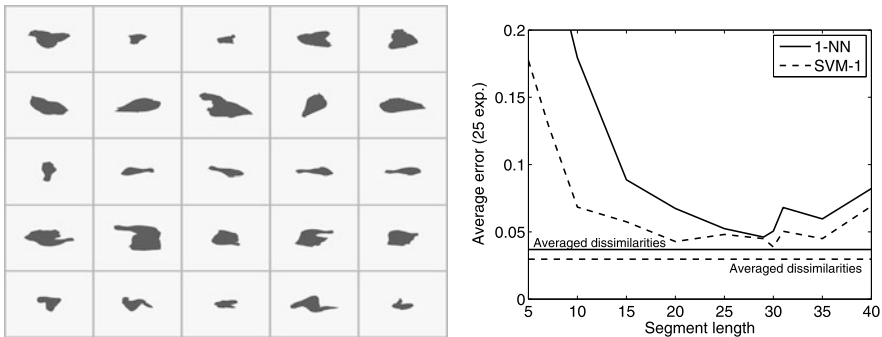 0.2
0.15
0.1
0.05
0
Average error (25 exp.)
1-NN
SVM-1
Averaged dissimilarities
Averaged dissimilarities
5 10 15 20 25 30 35 40
Segment length